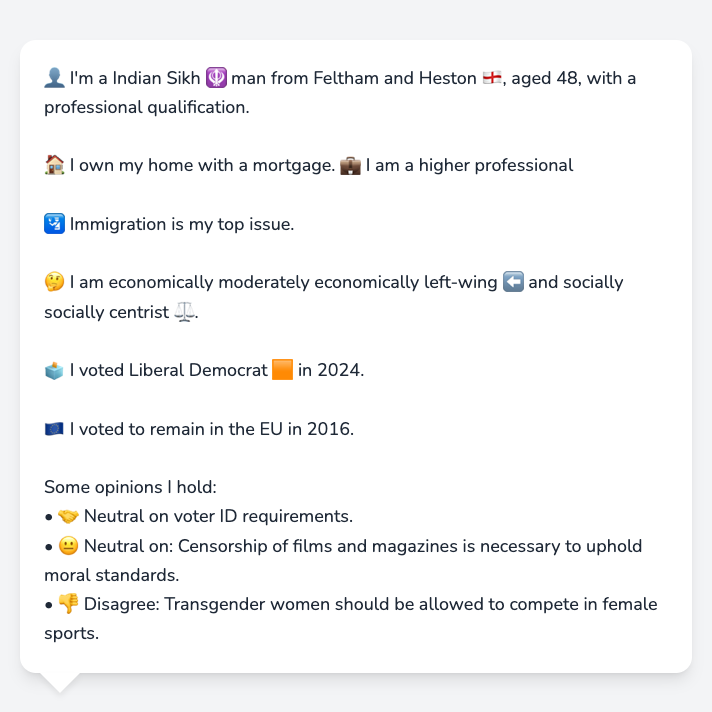 👤 I'm a Indian Sikh 🪯 man from Feltham and Heston 🏴󠁧󠁢󠁥󠁮󠁧󠁿, aged 48, with a
professional qualification.
🏠 I own my home with a mortgage. 💼 I am a higher professional
🛂 Immigration is my top issue.
🤔 I am economically moderately economically left-wing ⬅️ and socially
socially centrist ⚖️.
🗳️ I voted Liberal Democrat 🟧 in 2024.
🇪🇺 I voted to remain in the EU in 2016.
Some opinions I hold:
• 🤝 Neutral on voter ID requirements.
• 😐 Neutral on: Censorship of films and magazines is necessary to uphold
moral standards.
• 👎 Disagree: Transgender women should be allowed to compete in female
sports.